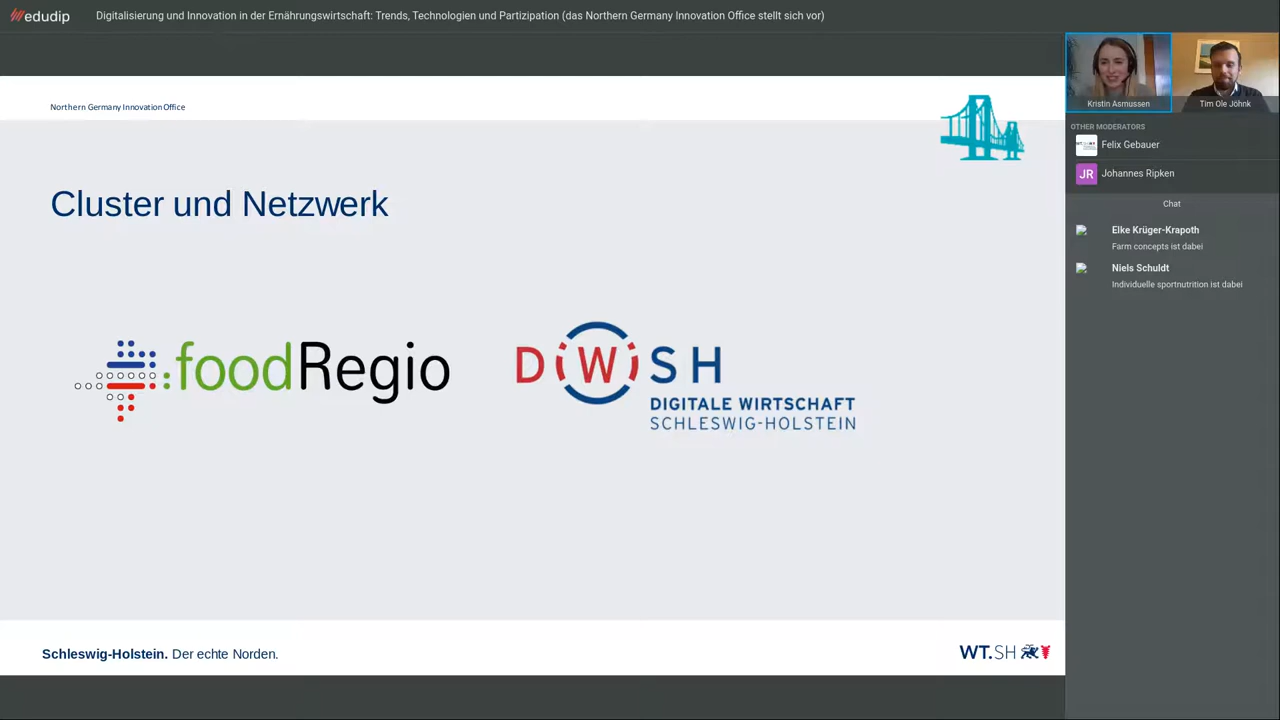 edudip
Digitalisierung und Innovation in der Ernährungswirtschaft: Trends, Technologien und Partizipation (das Northern Germany Innovation Office stellt sich vor)
Northern Germany Innovation Office
Cluster und Netzwerk
foodRegio
DiWiSH
DIGITALE WIRTSCHAFT
SCHLESWIG-HOLSTEIN
Schleswig-Holstein. Der echte Norden.
WT.SH
Kristin Asmussen
Tim Ole Jöhnk
OTHER MODERATORS
Felix Gebauer
JR Johannes Ripken
Chat
Elke Krüger-Krapoth
Farm concepts ist dabei
Niels Schuldt
Individuelle sportnutrition ist dabei